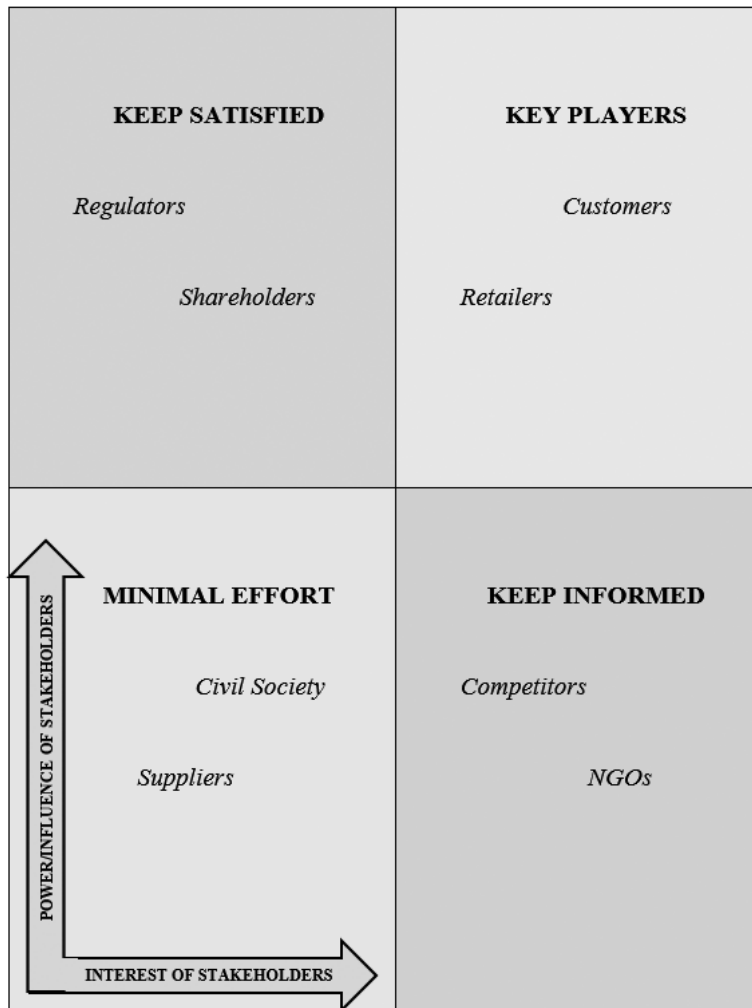 KEEP SATISFIED
Regulators
Shareholders
KEY PLAYERS
Customers
Retailers
MINIMAL EFFORT
Civil Society
Suppliers
KEEP INFORMED
Competitors
NGOs
POWER/INFLUENCE OF STAKEHOLDERS
INTEREST OF STAKEHOLDERS